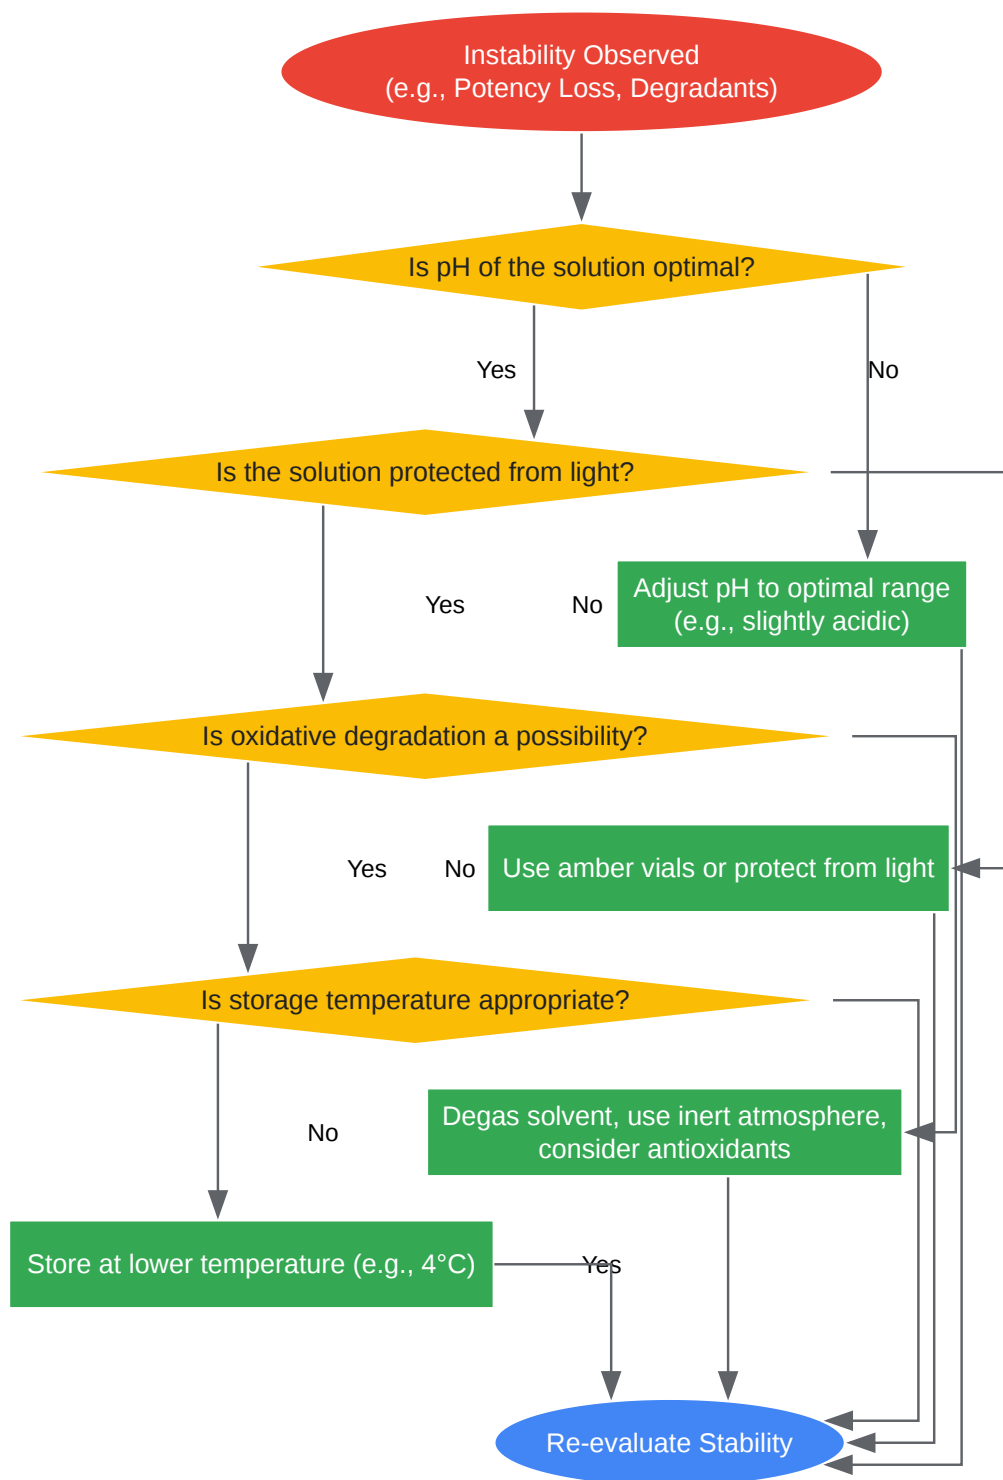 Instability Observed
(e.g., Potency Loss, Degradants)
Is pH of the solution optimal?
Yes
No
Is the solution protected from light?
Adjust pH to optimal range
(e.g., slightly acidic)
Yes
No
Is oxidative degradation a possibility?
Use amber vials or protect from light
Yes
No
Is storage temperature appropriate?
Degas solvent, use inert atmosphere,
consider antioxidants
No
Store at lower temperature (e.g., 4°C)
Yes
Re-evaluate Stability